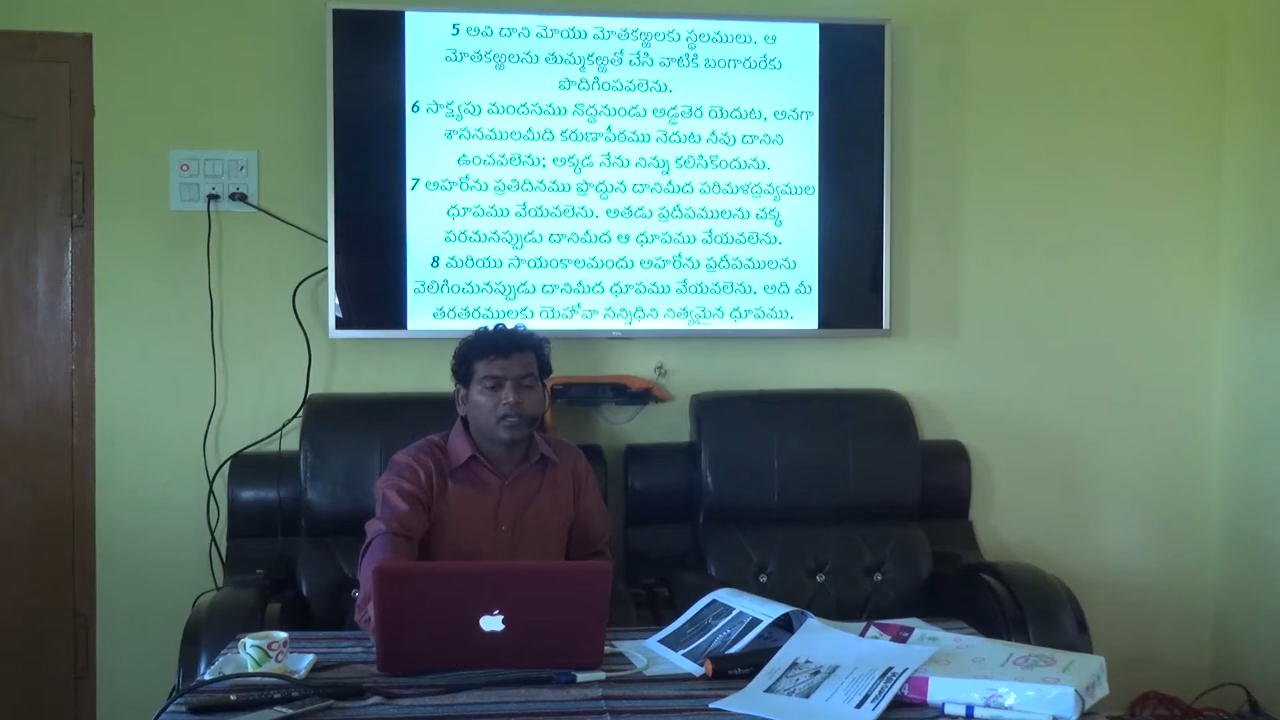 5 అవి దాని మోయు మోతకఱ్ఱలకు స్థలములు. ఆ
మోతకఱ్ఱలను తుమ్మకఱ్ఱతో చేసి వాటికి బంగారురేకు
పొదిగింపవలెను.
6 సాక్ష్యపు మందసము నొద్దనుండు అడ్డతెర యెదుట, అనగా
శాసనములమీది కరుణాపీఠము నెదుట నీవు దానిని
ఉంచవలెను; అక్కడ నేను నిన్ను కలిసికొందును.
7 అహరోను ప్రతిదినము ప్రొద్దున దానిమీద పరిమళద్రవ్యముల
ధూపము వేయవలెను. అతడు ప్రదీపములను చక్క
పరచునప్పుడు దానిమీద ఆ ధూపము వేయవలెను.
8 మరియు సాయంకాలమందు అహరోను ప్రదీపములను
వెలిగించునప్పుడు దానిమీద ధూపము వేయవలెను. అది మీ
తరతరములకు యెహోవా సన్నిధిని నిత్యమైన ధూపము.